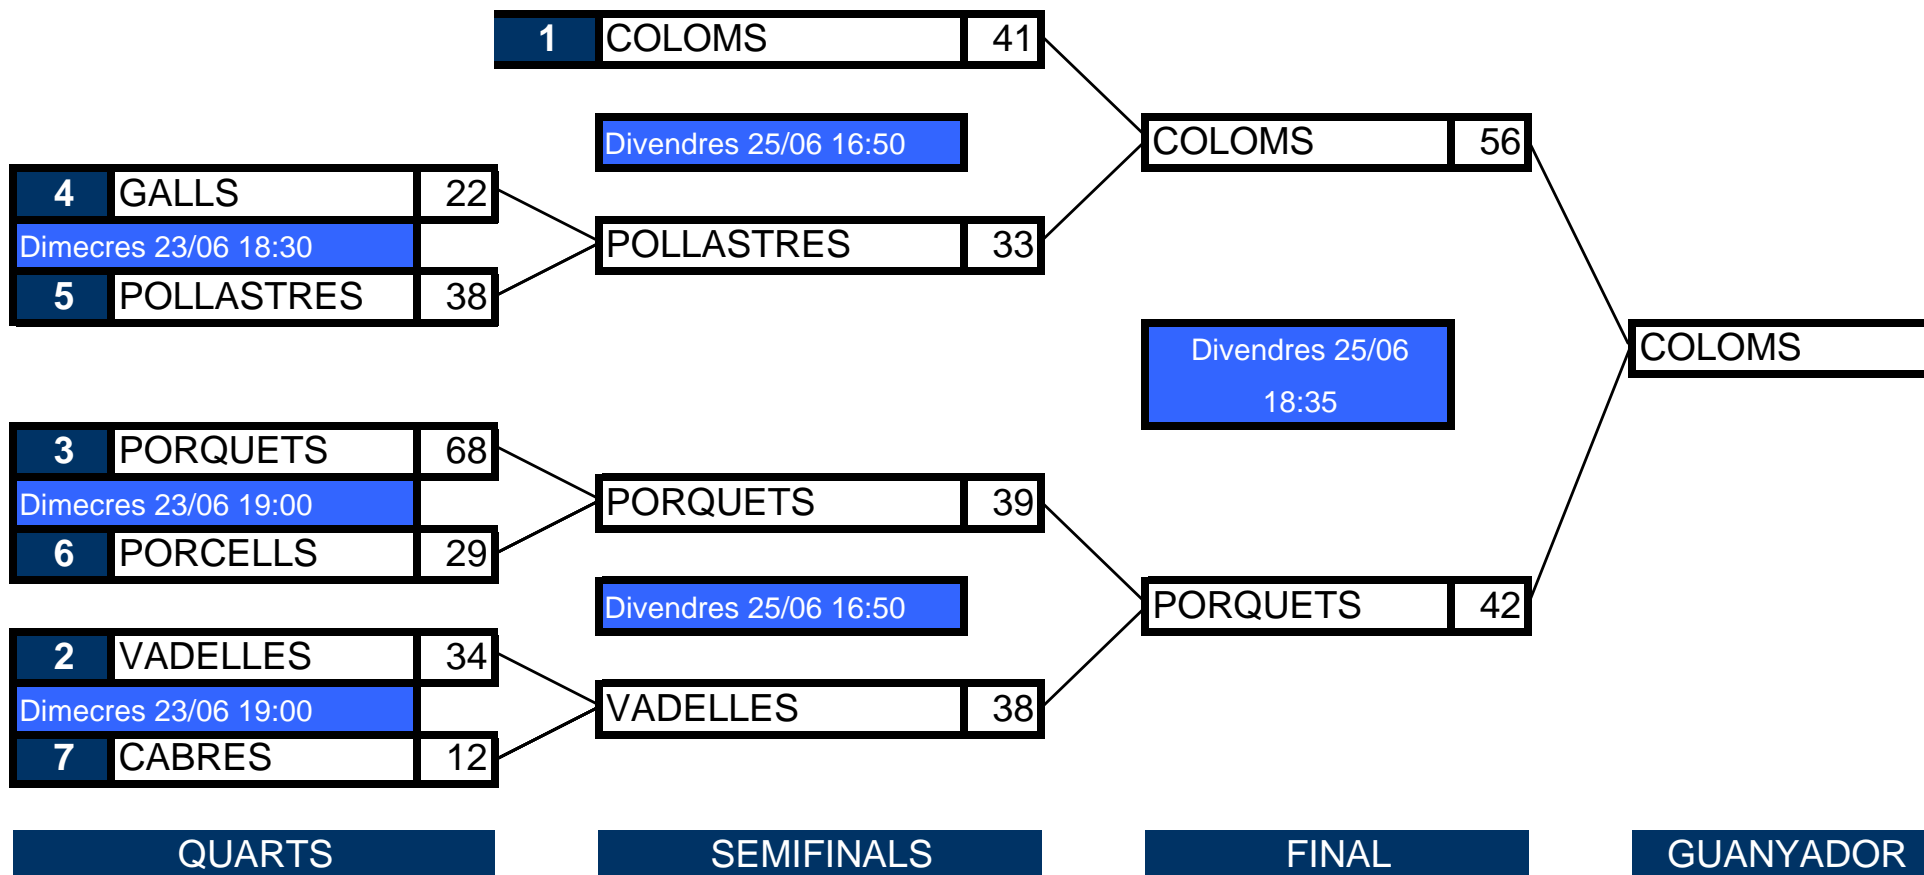 1 COLOMS 41
Divendres 25/06 16:50
COLOMS 56
4 GALLS 22
Dimecres 23/06 18:30
POLLASTRES 33
5 POLLASTRES 38
Divendres 25/06
18:35
COLOMS
3 PORQUETS 68
Dimecres 23/06 19:00
PORQUETS 39
6 PORCELLS 29
Divendres 25/06 16:50
PORQUETS 42
2 VADELLES 34
Dimecres 23/06 19:00
VADELLES 38
7 CABRES 12
QUARTS SEMIFINALS FINAL GUANYADOR